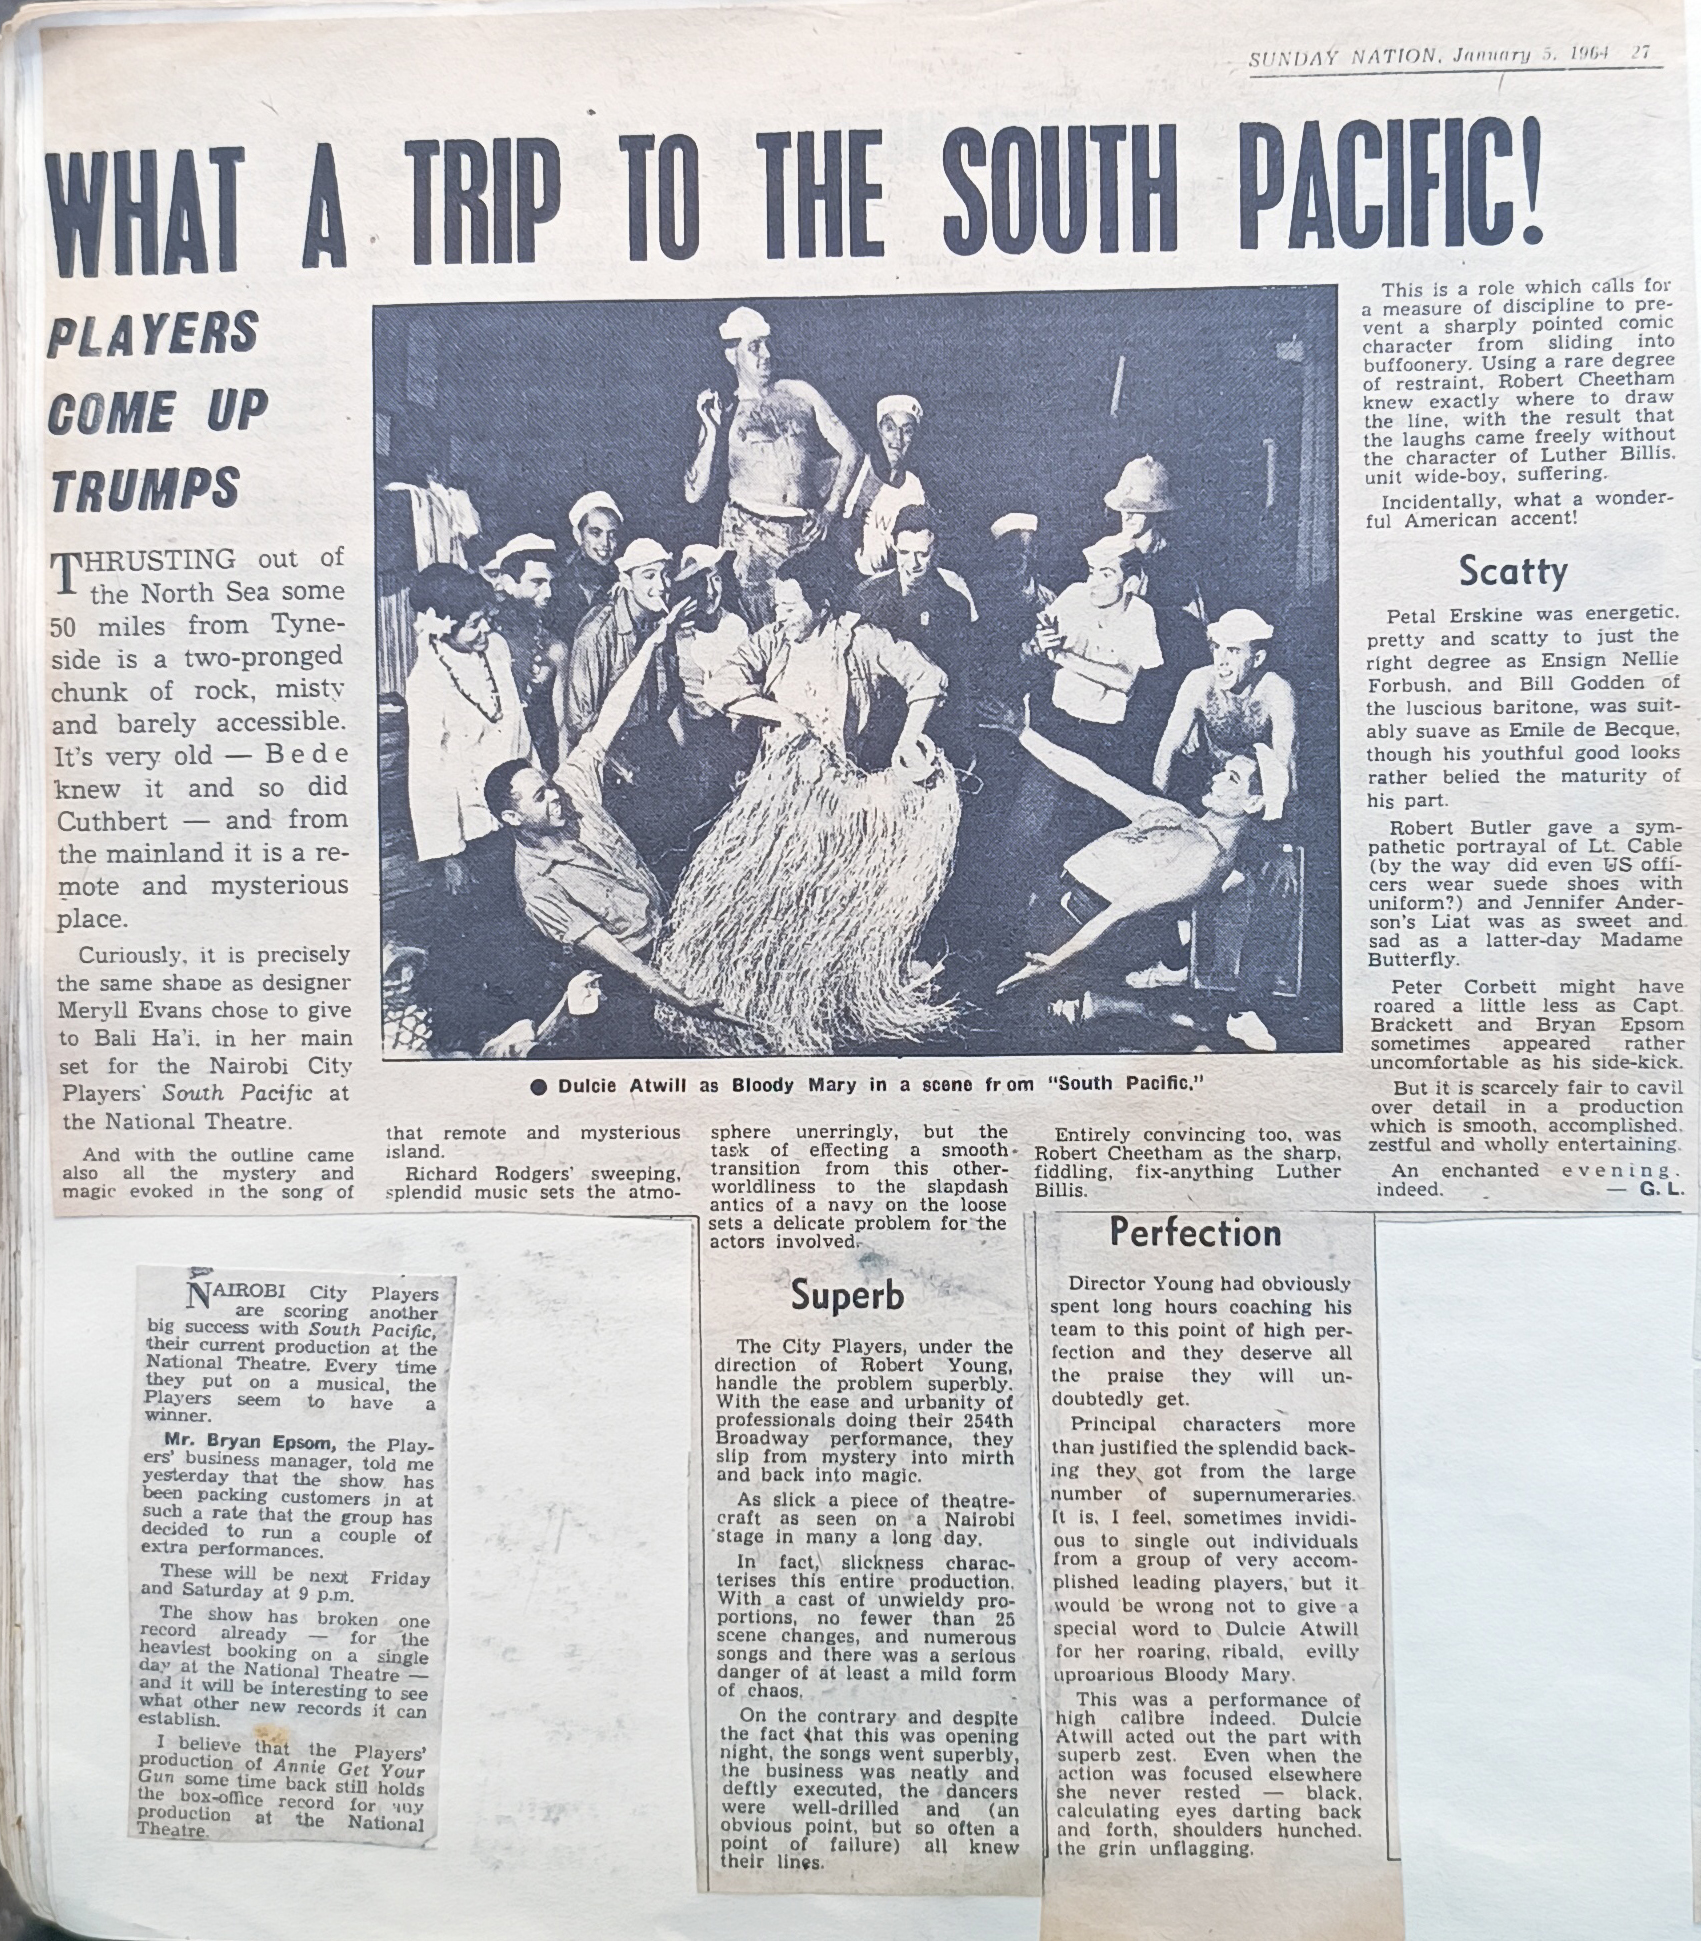 SUNDAY NATION, January 5, 1964 27
WHAT A TRIP TO THE SOUTH PACIFIC!
PLAYERS
COME UP
TRUMPS
THRUSTING out of
the North Sea some
50 miles from Tyne-
side is a two-pronged
chunk of rock, misty
and barely accessible.
It's very old — Bede
knew it and so did
Cuthbert — and from
the mainland it is a re-
mote and mysterious
place.
Curiously, it is precisely
the same shape as designer
Meryll Evans chose to give
to Bali Ha'i, in her main
set for the Nairobi City
Players' South Pacific at
the National Theatre.
And with the outline came
also all the mystery and
magic evoked in the song of
● Dulcie Atwill as Bloody Mary in a scene from "South Pacific."
that remote and mysterious
island.
Richard Rodgers' sweeping,
splendid music sets the atmo-
sphere unerringly, but the
task of effecting a smooth
transition from this other-
worldliness to the slapdash
antics of a navy on the loose
sets a delicate problem for the
actors involved.
Superb
The City Players, under the
direction of Robert Young,
handle the problem superbly.
With the ease and urbanity of
professionals doing their 254th
Broadway performance, they
slip from mystery into mirth
and back into magic.
As slick a piece of theatre-
craft as seen on a Nairobi
stage in many a long day.
In fact, slickness charac-
terises this entire production.
With a cast of unwieldy pro-
portions, no fewer than 25
scene changes, and numerous
songs and there was a serious
danger of at least a mild form
of chaos.
On the contrary and despite
the fact that this was opening
night, the songs went superbly,
the business was neatly and
deftly executed, the dancers
were well-drilled and (an
obvious point, but so often a
point of failure) all knew
their lines.
Entirely convincing too, was
Robert Cheetham as the sharp,
fiddling, fix-anything Luther
Billis.
Perfection
Director Young had obviously
spent long hours coaching his
team to this point of high per-
fection and they deserve all
the praise they will un-
doubtedly get.
Principal characters more
than justified the splendid back-
ing they got from the large
number of supernumeraries.
It is, I feel, sometimes invidi-
ous to single out individuals
from a group of very accom-
plished leading players, but it
would be wrong not to give a
special word to Dulcie Atwill
for her roaring, ribald, evilly
uproarious Bloody Mary.
This was a performance of
high calibre indeed. Dulcie
Atwill acted out the part with
superb zest. Even when the
action was focused elsewhere
she never rested — black,
calculating eyes darting back
and forth, shoulders hunched,
the grin unflagging.
This is a role which calls for
a measure of discipline to pre-
vent a sharply pointed comic
character from sliding into
buffoonery. Using a rare degree
of restraint, Robert Cheetham
knew exactly where to draw
the line, with the result that
the laughs came freely without
the character of Luther Billis,
unit wide-boy, suffering.
Incidentally, what a wonder-
ful American accent!
Scatty
Petal Erskine was energetic,
pretty and scatty to just the
right degree as Ensign Nellie
Forbush, and Bill Godden of
the luscious baritone, was suit-
ably suave as Emile de Becque,
though his youthful good looks
rather belied the maturity of
his part.
Robert Butler gave a sym-
pathetic portrayal of Lt. Cable
(by the way did even US offi-
cers wear suede shoes with
uniform?) and Jennifer Ander-
son's Liat was as sweet and
sad as a latter-day Madame
Butterfly.
Peter Corbett might have
roared a little less as Capt.
Brackett and Bryan Epsom
sometimes appeared rather
uncomfortable as his side-kick.
But it is scarcely fair to cavil
over detail in a production
which is smooth, accomplished,
zestful and wholly entertaining.
An enchanted evening,
indeed. — G. L.
NAIROBI City Players
are scoring another
big success with South Pacific,
their current production at the
National Theatre. Every time
they put on a musical, the
Players seem to have a
winner.
Mr. Bryan Epsom, the Play-
ers' business manager, told me
yesterday that the show has
been packing customers in at
such a rate that the group has
decided to run a couple of
extra performances.
These will be next Friday
and Saturday at 9 p.m.
The show has broken one
record already — for the
heaviest booking on a single
day at the National Theatre —
and it will be interesting to see
what other new records it can
establish.
I believe that the Players'
production of Annie Get Your
Gun some time back still holds
the box-office record for any
production at the National
Theatre.